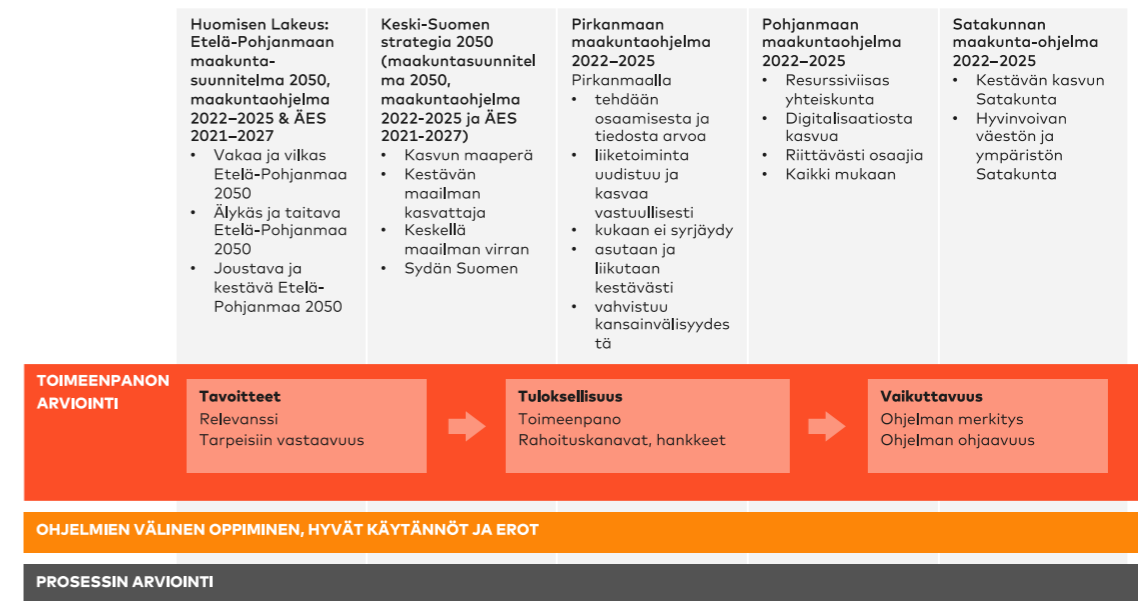 Huomisen Lakeus:
Etelä-Pohjanmaan
maakunta-
suunnitelma 2050,
maakuntaohjelma
2022–2025 & ÄES
2021–2027
• Vakaa ja vilkas
Etelä-Pohjanmaa
2050
• Älykäs ja taitava
Etelä-Pohjanmaa
2050
• Joustava ja
kestävä Etelä-
Pohjanmaa 2050
Keski-Suomen
strategia 2050
(maakuntasuunnitel
ma 2050,
maakuntaohjelma
2022-2025 ja ÄES
2021-2027)
• Kasvun maaperä
• Kestävän
maailman
kasvattaja
• Keskellä
maailman virran
• Sydän Suomen
Pirkanmaan
maakuntaohjelma
2022–2025
Pirkanmaalla
• tehdään
osaamisesta ja
tiedosta arvoa
• liiketoiminta
uudistuu ja
kasvaa
vastuullisesti
• kukaan ei syrjäydy
• asutaan ja
liikutaan
kestävästi
• vahvistuu
kansainvälisyydes
tä
Pohjanmaan
maakuntaohjelma
2022–2025
• Resurssiviisas
yhteiskunta
• Digitalisaatiosta
kasvua
• Riittävästi osaajia
• Kaikki mukaan
Satakunnan
maakunta-ohjelma
2022–2025
• Kestävän kasvun
Satakunta
• Hyvinvoivan
väestön ja
ympäristön
Satakunta
TOIMEENPANON
ARVIOINTI
Tavoitteet
Relevanssi
Tarpeisiin vastaavuus
Tuloksellisuus
Toimeenpano
Rahoituskanavat, hankkeet
Vaikuttavuus
Ohjelman merkitys
Ohjelman ohjaavuus
OHJELMIEN VÄLINEN OPPIMINEN, HYVÄT KÄYTÄNNÖT JA EROT
PROSESSIN ARVIOINTI